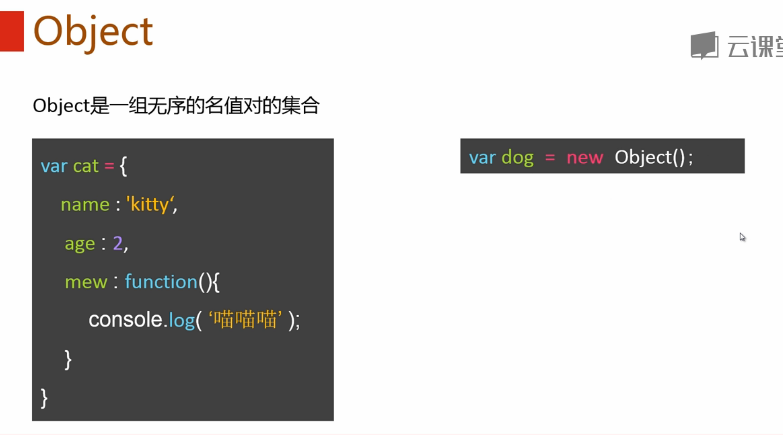 Object
云课堂
Object是一组无序的名值对的集合
var cat = {
name : 'kitty‘,
age : 2,
mew : function(){
console.log( ‘喵喵喵’ );
}
}
var dog = new Object();